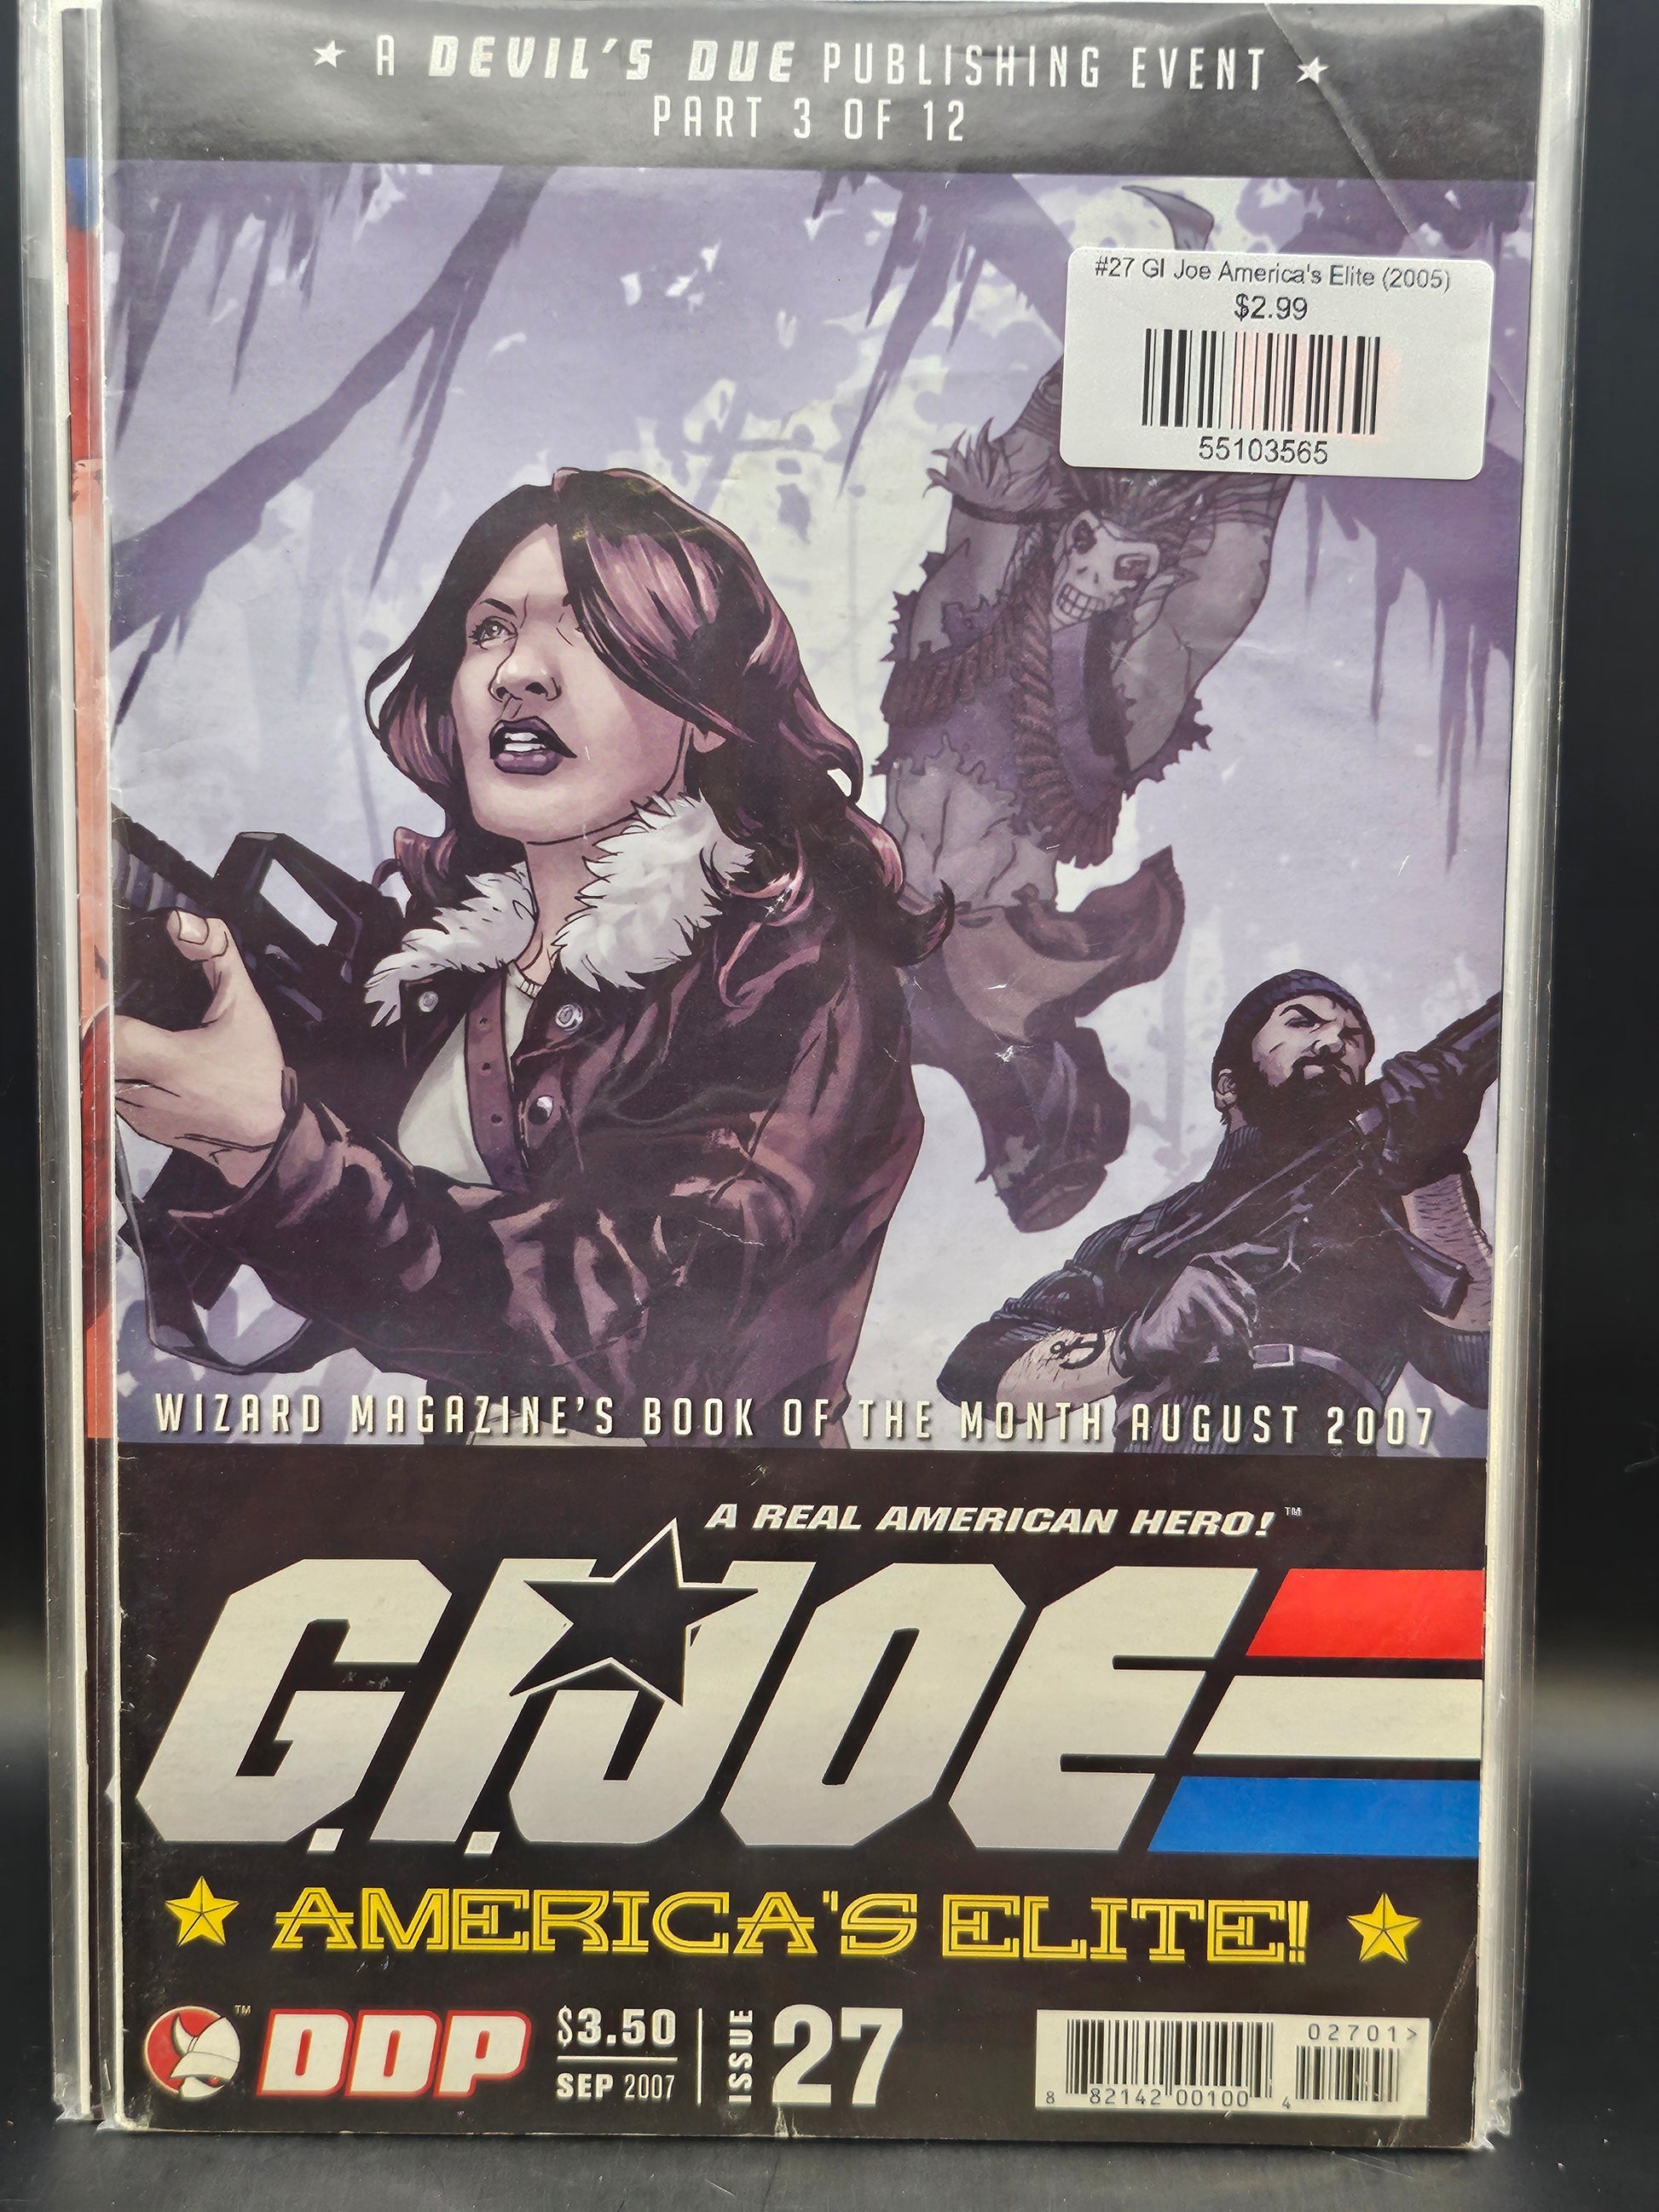 ★ A DEVIL'S DUE PUBLISHING EVENT ★
PART 3 OF 12
#27 GI Joe America's Elite (2005)
$2.99
55103565
WIZARD MAGAZINE'S BOOK OF THE MONTH AUGUST 2007
A REAL AMERICAN HERO!™
G.I. JOE
★ AMERICA'S ELITE! ★
™
DDP
$3.50
SEP 2007
ISSUE 27
02701>
8 82142 00100 4